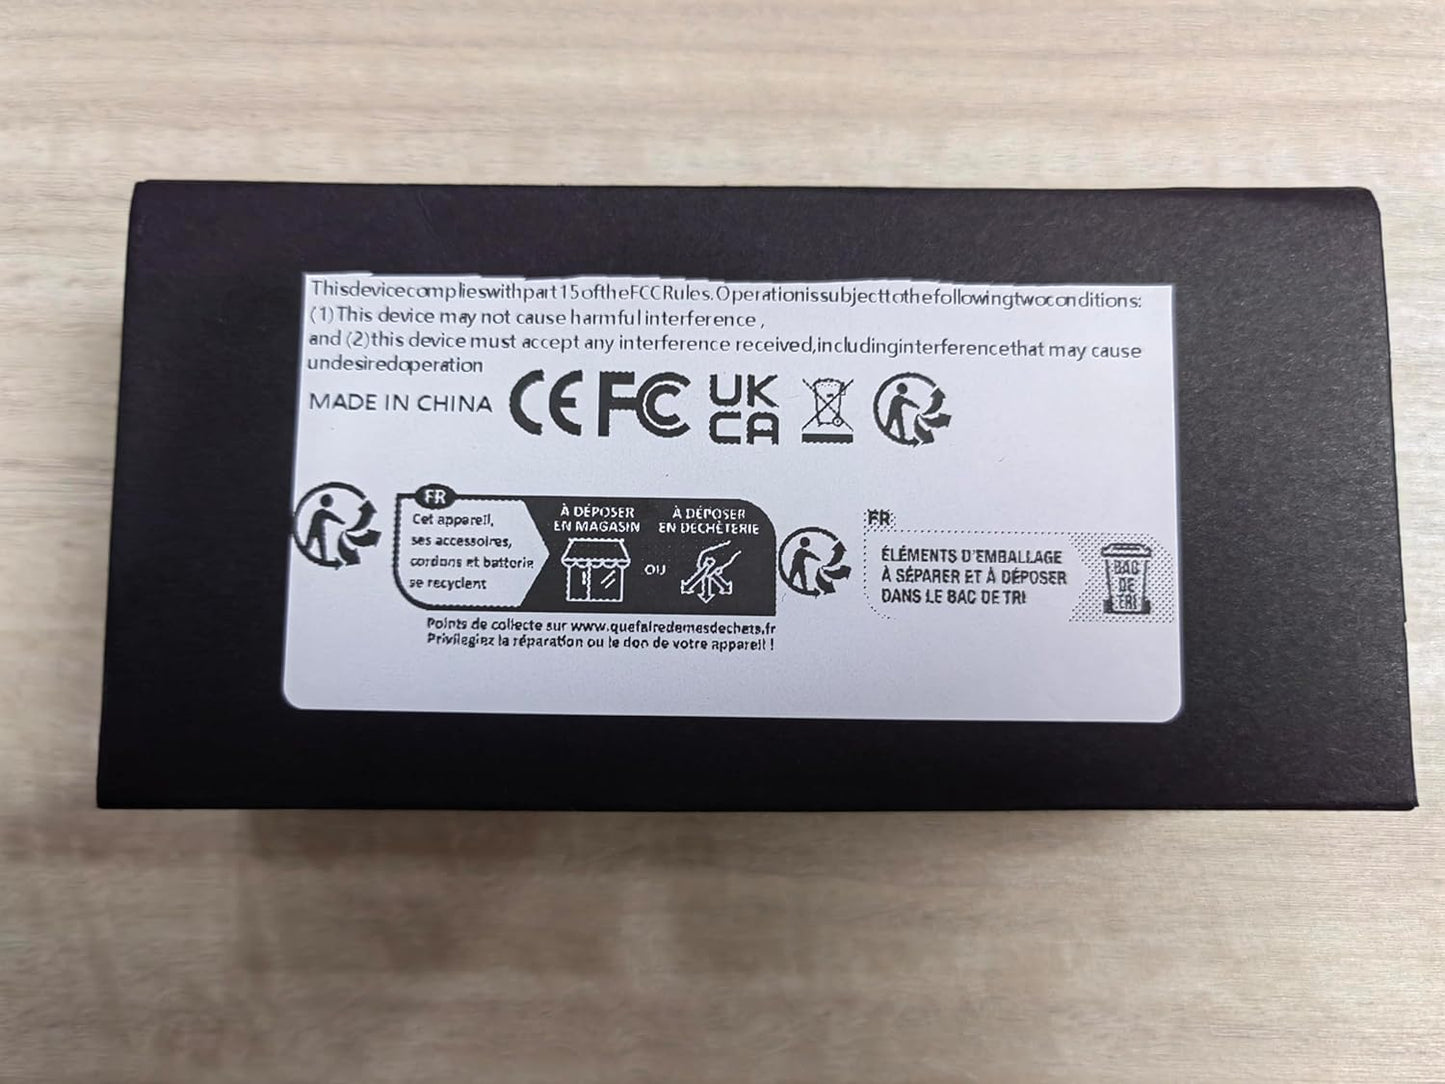 Thisdevicecomplieswithpart15oftheFCCRules.Operationissubjecttothefollowingtwoconditions:
(1)This device may not cause harmful interference ,
and (2)this device must accept any interference received,includinginterferencethat may cause
undesiredoperation
MADE IN CHINA CE FC UK
CA
FR
Cet appareil,
ses accessoires,
cordons et batterie
se recyclent
À DÉPOSER
EN MAGASIN
OU
À DÉPOSER
EN DÉCHÈTERIE
Points de collecte sur www.quefairedemesdechets.fr
Privilégiez la réparation ou le don de votre appareil !
FR
ÉLÉMENTS D'EMBALLAGE
À SÉPARER ET À DÉPOSER
DANS LE BAC DE TRI
BAC
DE
TRI